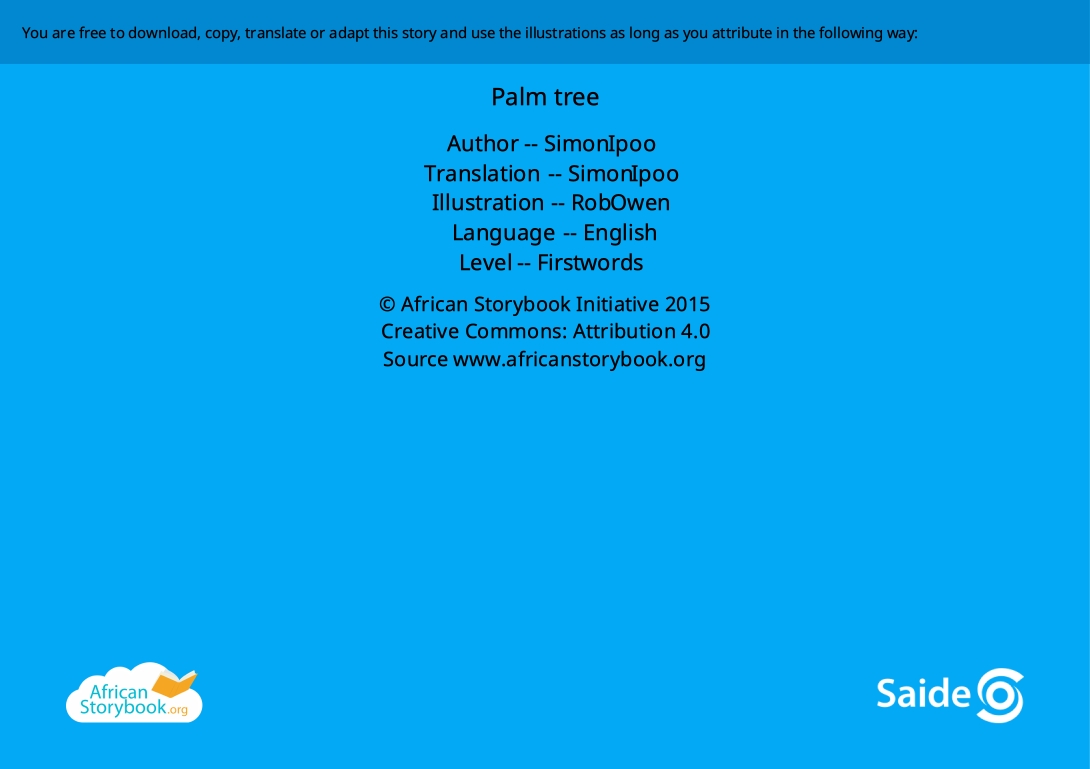 You are free to download, copy, translate or adapt this story and use the illustrations as long as you attribute in the following way:
Palm tree
Author -- SimonIpoo
Translation -- SimonIpoo
Illustration -- RobOwen
Language -- English
Level -- Firstwords
© African Storybook Initiative 2015
Creative Commons: Attribution 4.0
Source www.africanstorybook.org
African
Storybook.org
Saide